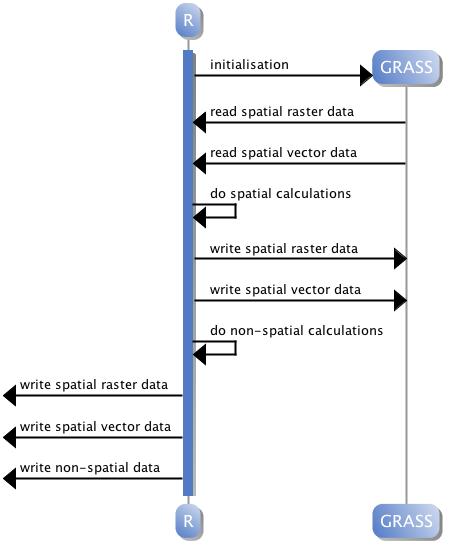 R
initialisation
GRASS
read spatial raster data
read spatial vector data
do spatial calculations
write spatial raster data
write spatial vector data
do non-spatial calculations
write spatial raster data
write spatial vector data
write non-spatial data
R
GRASS